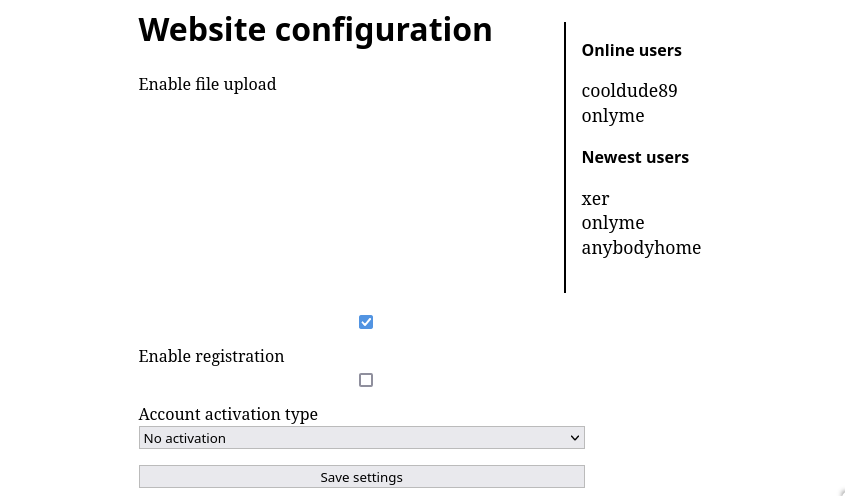 Website configuration
Enable file upload
Enable registration
Account activation type
No activation
Save settings
Online users
cooldude89
onlyme
Newest users
xer
onlyme
anybodyhome